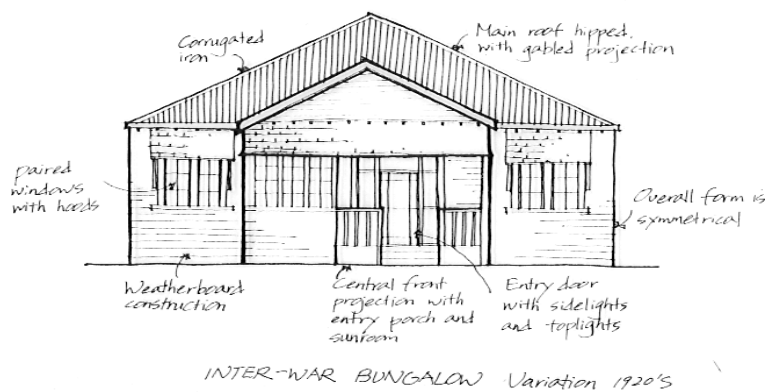 Corrugated
iron
Main roof hipped.
with gabled projection
paired
windows
with hoods
Overall form is
symmetrical
Weatherboard
construction
Central front
projection with
entry porch and
sunroom
Entry door
with sidelights
and toplights
INTER-WAR BUNGALOW Variation 1920'S